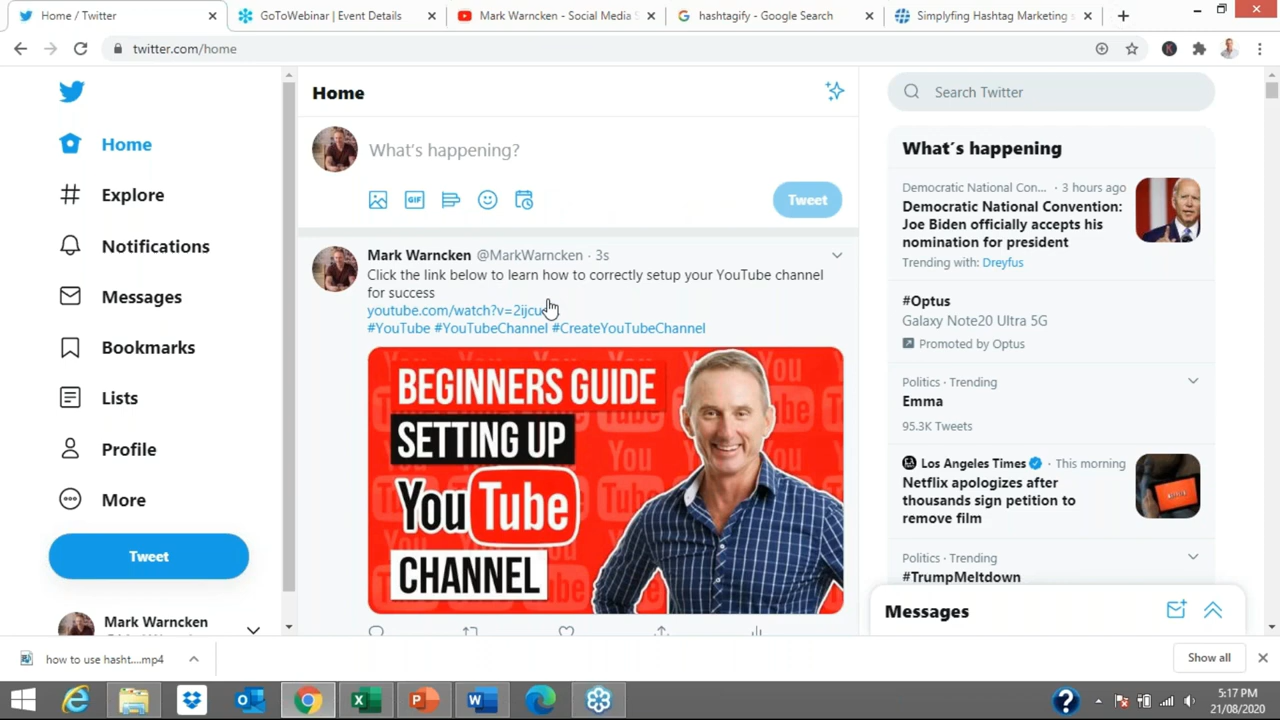 Home / Twitter
GoToWebinar | Event Details
Mark Warncken - Social Media
hashtagify - Google Search
Simplyfing Hashtag Marketing
twitter.com/home
Home
Search Twitter
Home
Explore
Notifications
Messages
Bookmarks
Lists
Profile
More
Tweet
Mark Warncken
What's happening?
GIF
Tweet
Mark Warncken @MarkWarncken · 3s
Click the link below to learn how to correctly setup your YouTube channel
for success
youtube.com/watch?v=2ijcu
#YouTube #YouTubeChannel #CreateYouTubeChannel
BEGINNERS GUIDE
SETTING UP
YouTube
CHANNEL
What´s happening
Democratic National Con... · 3 hours ago
Democratic National Convention:
Joe Biden officially accepts his
nomination for president
Trending with: Dreyfus
#Optus
Galaxy Note20 Ultra 5G
Promoted by Optus
Politics · Trending
Emma
95.3K Tweets
Los Angeles Times · This morning
Netflix apologizes after
thousands sign petition to
remove film
Politics · Trending
#TrumpMeltdown
Messages
how to use hasht....mp4
Show all
5:17 PM
21/08/2020